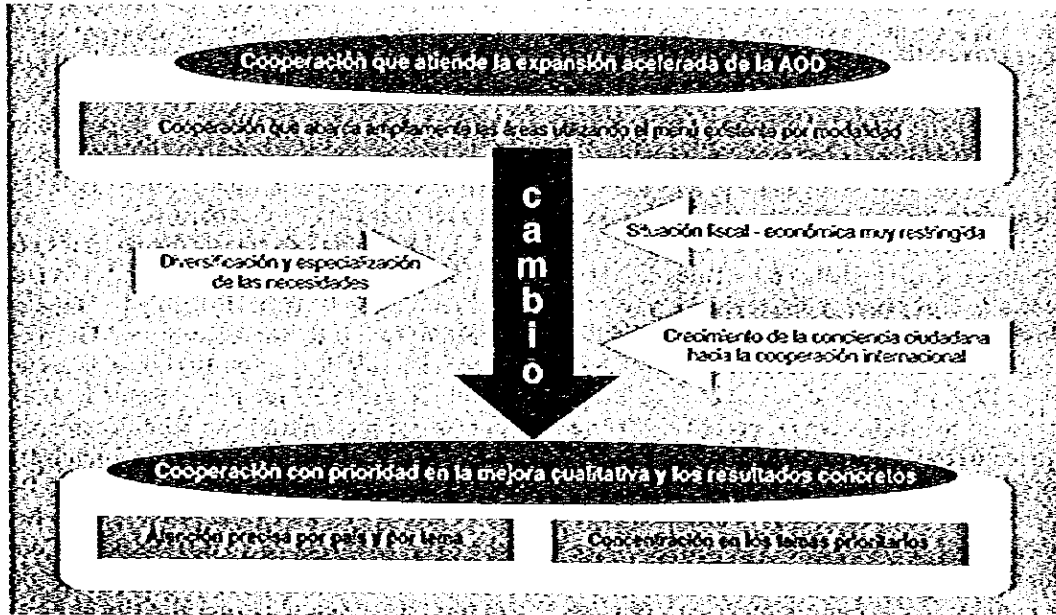 Cooperación que atiende la expansión acelerada de la AOD
Cooperación que abarca ampliamente las áreas utilizando el menú existente por modalidad
cambio
Situación fiscal - económica muy restringida
Diversificación y especialización
de las necesidades
Crecimiento de la conciencia ciudadana
hacia la cooperación internacional
Cooperación con prioridad en la mejora cualitativa y los resultados concretos
Atención precisa por país y por tema
Concentración en los temas prioritarios